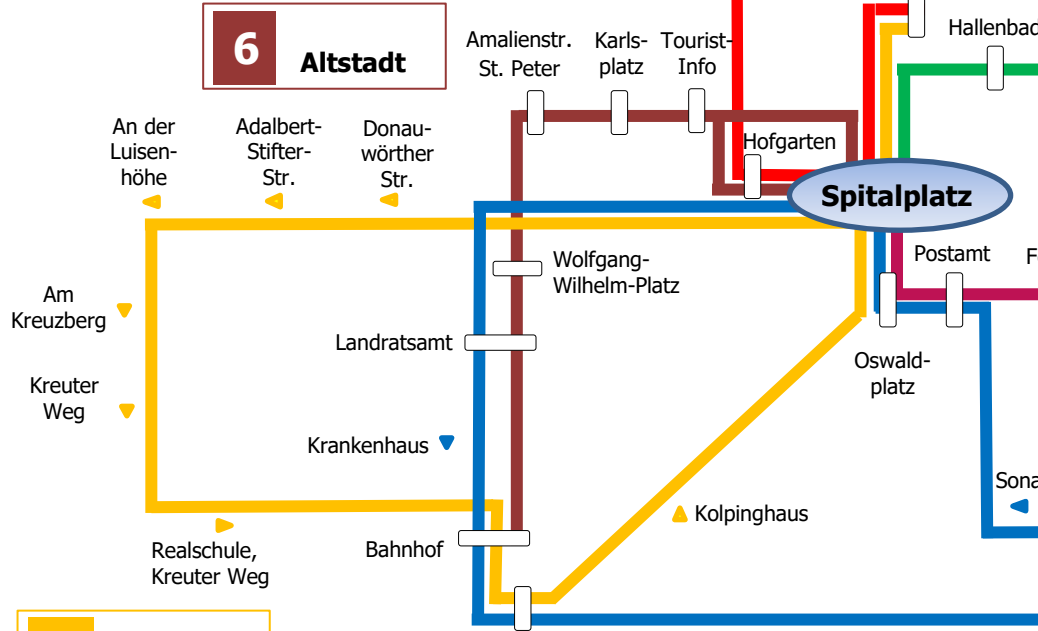 6
Altstadt
Amalienstr.
St. Peter
Karls-
platz
Tourist-
Info
Hallenbad
An der
Luisen-
höhe
Adalbert-
Stifter-
Str.
Donau-
wörther
Str.
Hofgarten
Spitalplatz
Wolfgang-
Wilhelm-Platz
Postamt
Am
Kreuzberg
Landratsamt
Oswald-
platz
Kreuter
Weg
Krankenhaus
Kolpinghaus
Realschule,
Kreuter Weg
Bahnhof